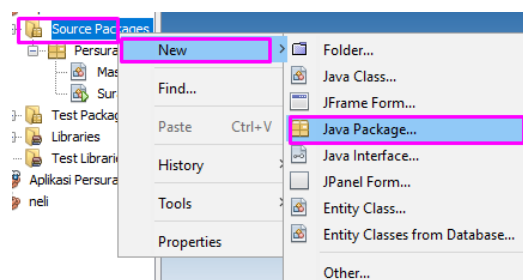 Source Packages
Persura
Mas
Sur
Test Packag
Libraries
Test Librari
Aplikasi Persura
neli
New
Find...
Paste Ctrl+V
History
Tools
Properties
Folder...
Java Class...
JFrame Form...
Java Package...
Java Interface...
JPanel Form...
Entity Class...
Entity Classes from Database...
Other...